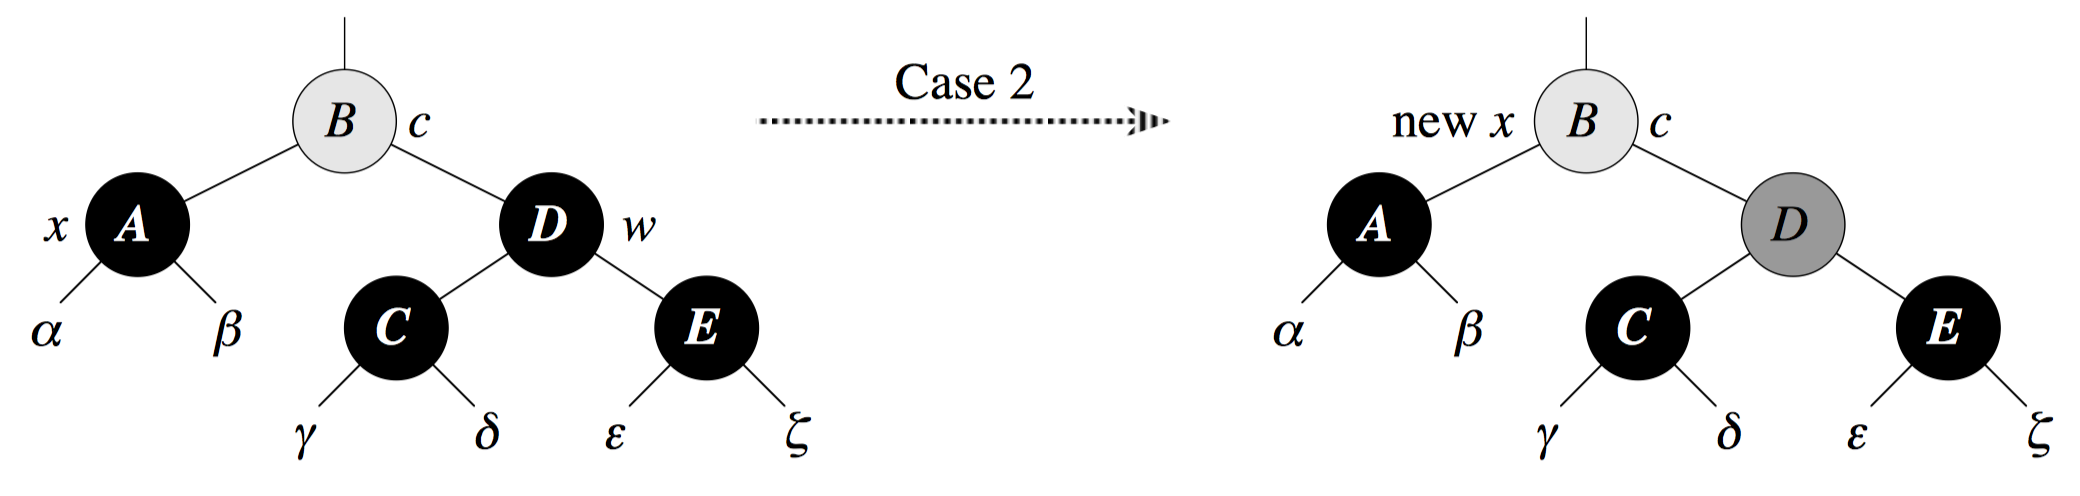 Case 2
B c
new x B c
x A
D w
A
D
α β
C
E
α β
C
E
γ δ ε ζ
γ δ ε ζ